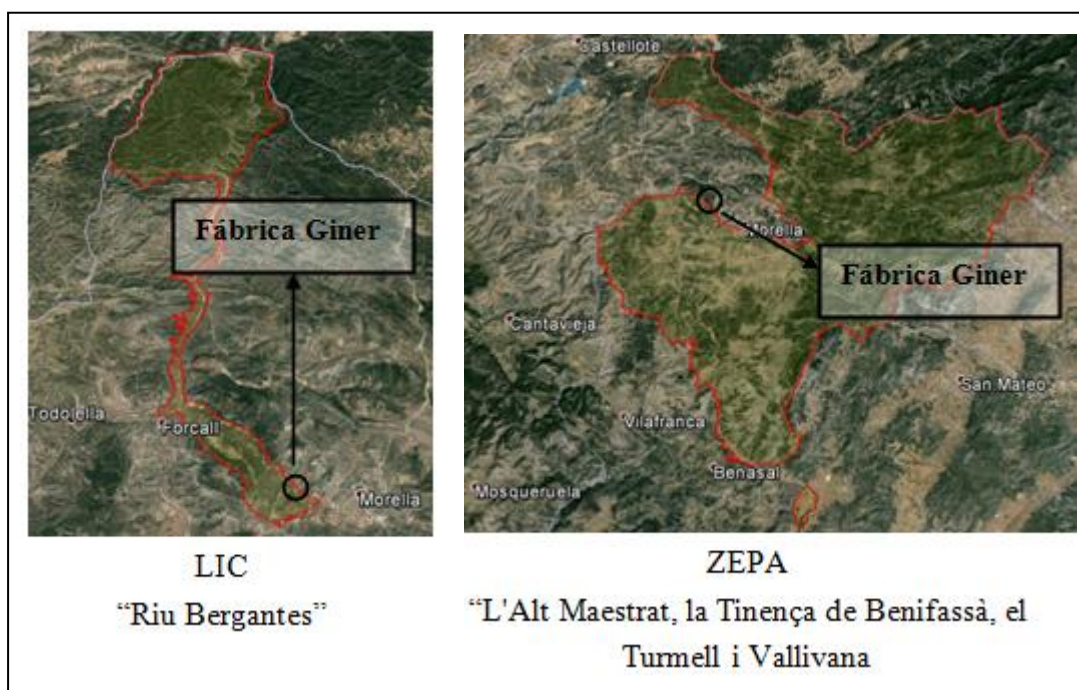 Fábrica Giner
Todolella
Forcall
Morella
LIC
“Riu Bergantes”
Castellote
Morella
Fábrica Giner
Cantavieja
San Mateo
Vilafranca
Benasal
Mosqueruela
ZEPA
“L'Alt Maestrat, la Tinença de Benifassà, el
Turmell i Vallivana